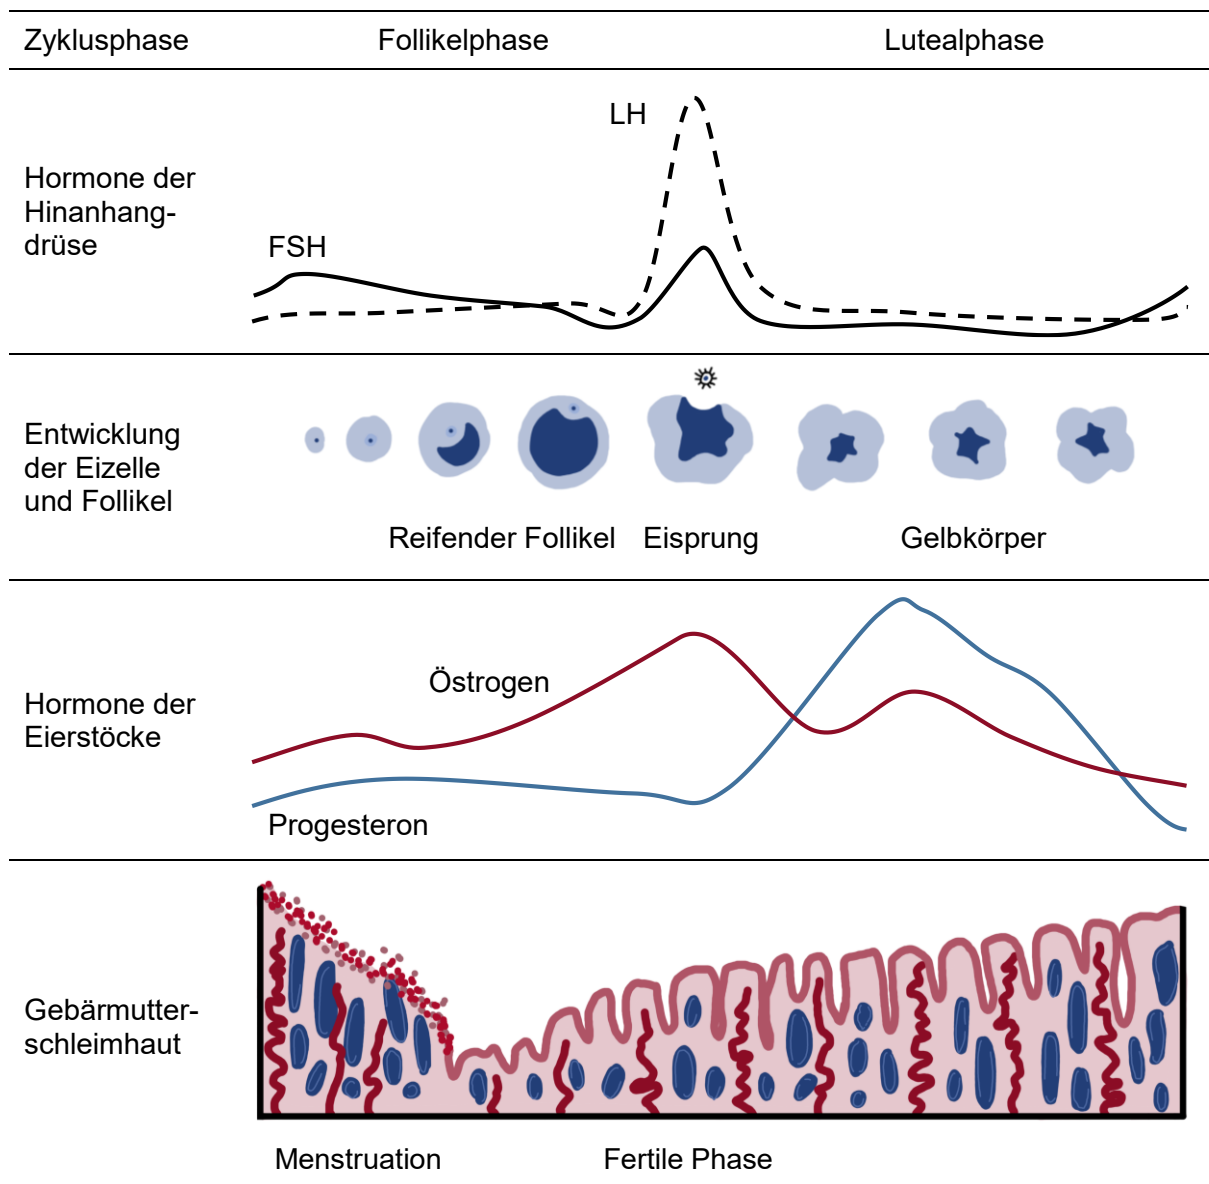 Zyklusphase
Follikelphase
Lutealphase
Hormone der
Hinanhang-
drüse
LH
FSH
Entwicklung
der Eizelle
und Follikel
Reifender Follikel
Eisprung
Gelbkörper
Hormone der
Eierstöcke
Östrogen
Progesteron
Gebärmutter-
schleimhaut
Menstruation
Fertile Phase